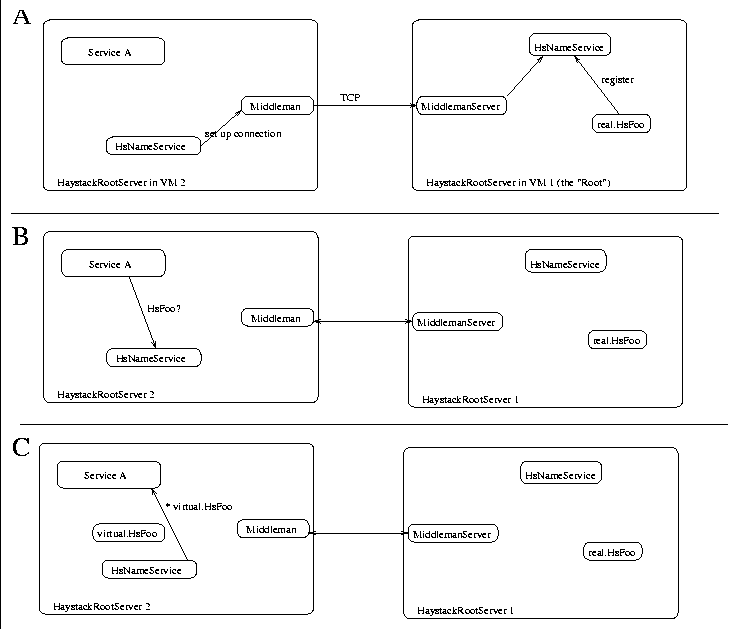 A
Service A
HsNameService
TCP
register
Middleman
MiddlemanServer
set up connection
real.HsFoo
HsNameService
HaystackRootServer in VM 2
HaystackRootServer in VM 1 (the "Root")
B
Service A
HsNameService
HsFoo?
Middleman
MiddlemanServer
real.HsFoo
HsNameService
HaystackRootServer 2
HaystackRootServer 1
C
Service A
HsNameService
* virtual.HsFoo
virtual.HsFoo
Middleman
MiddlemanServer
real.HsFoo
HsNameService
HaystackRootServer 2
HaystackRootServer 1